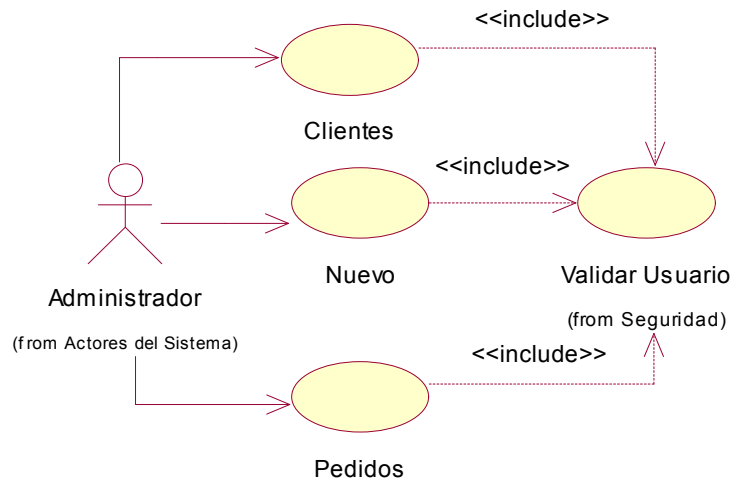 <<include>>
Clientes
<<include>>
Nuevo
Validar Usuario
Administrador
(from Seguridad)
(from Actores del Sistema)
<<include>>
Pedidos